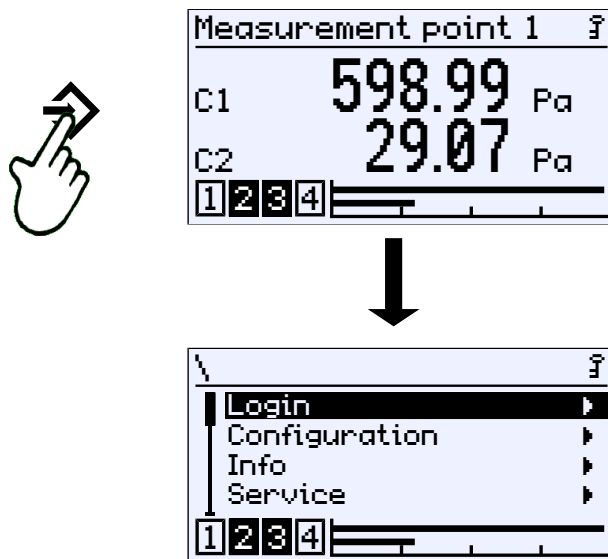 Measurement point 1
C1 598.99 Pa
C2 29.07 Pa
1 2 3 4
\
Login
Configuration
Info
Service
1 2 3 4